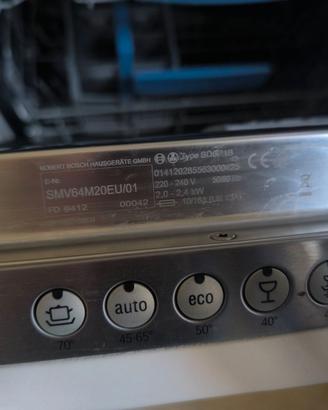 ROBERT BOSCH HAUSGERÄTE GMBH
Type
E-Nr.
SMV64M20EU/01
FD 9412 00042
220 - 240 V
2,0 - 2,4 kW
auto
eco
70°
45-65°
50°
40°